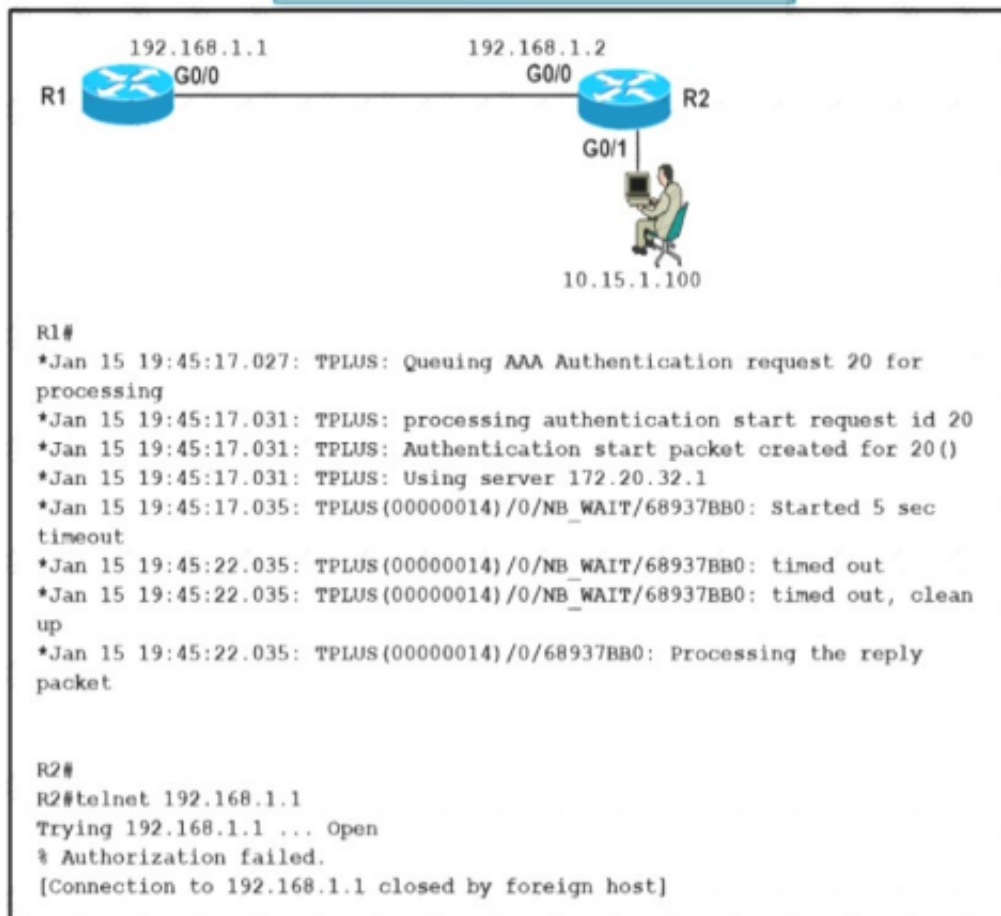 192.168.1.1 192.168.1.2
G0/0 G0/0
R1 R2
G0/1
10.15.1.100
R1#
*Jan 15 19:45:17.027: TPLUS: Queuing AAA Authentication request 20 for
processing
*Jan 15 19:45:17.031: TPLUS: processing authentication start request id 20
*Jan 15 19:45:17.031: TPLUS: Authentication start packet created for 20()
*Jan 15 19:45:17.031: TPLUS: Using server 172.20.32.1
*Jan 15 19:45:17.035: TPLUS(00000014)/0/NB_WAIT/68937BB0: Started 5 sec
timeout
*Jan 15 19:45:22.035: TPLUS(00000014)/0/NB_WAIT/68937BB0: timed out
*Jan 15 19:45:22.035: TPLUS(00000014)/0/NB_WAIT/68937BB0: timed out, clean
up
*Jan 15 19:45:22.035: TPLUS(00000014)/0/68937BB0: Processing the reply
packet
R2#
R2#telnet 192.168.1.1
Trying 192.168.1.1 ... Open
% Authorization failed.
[Connection to 192.168.1.1 closed by foreign host]